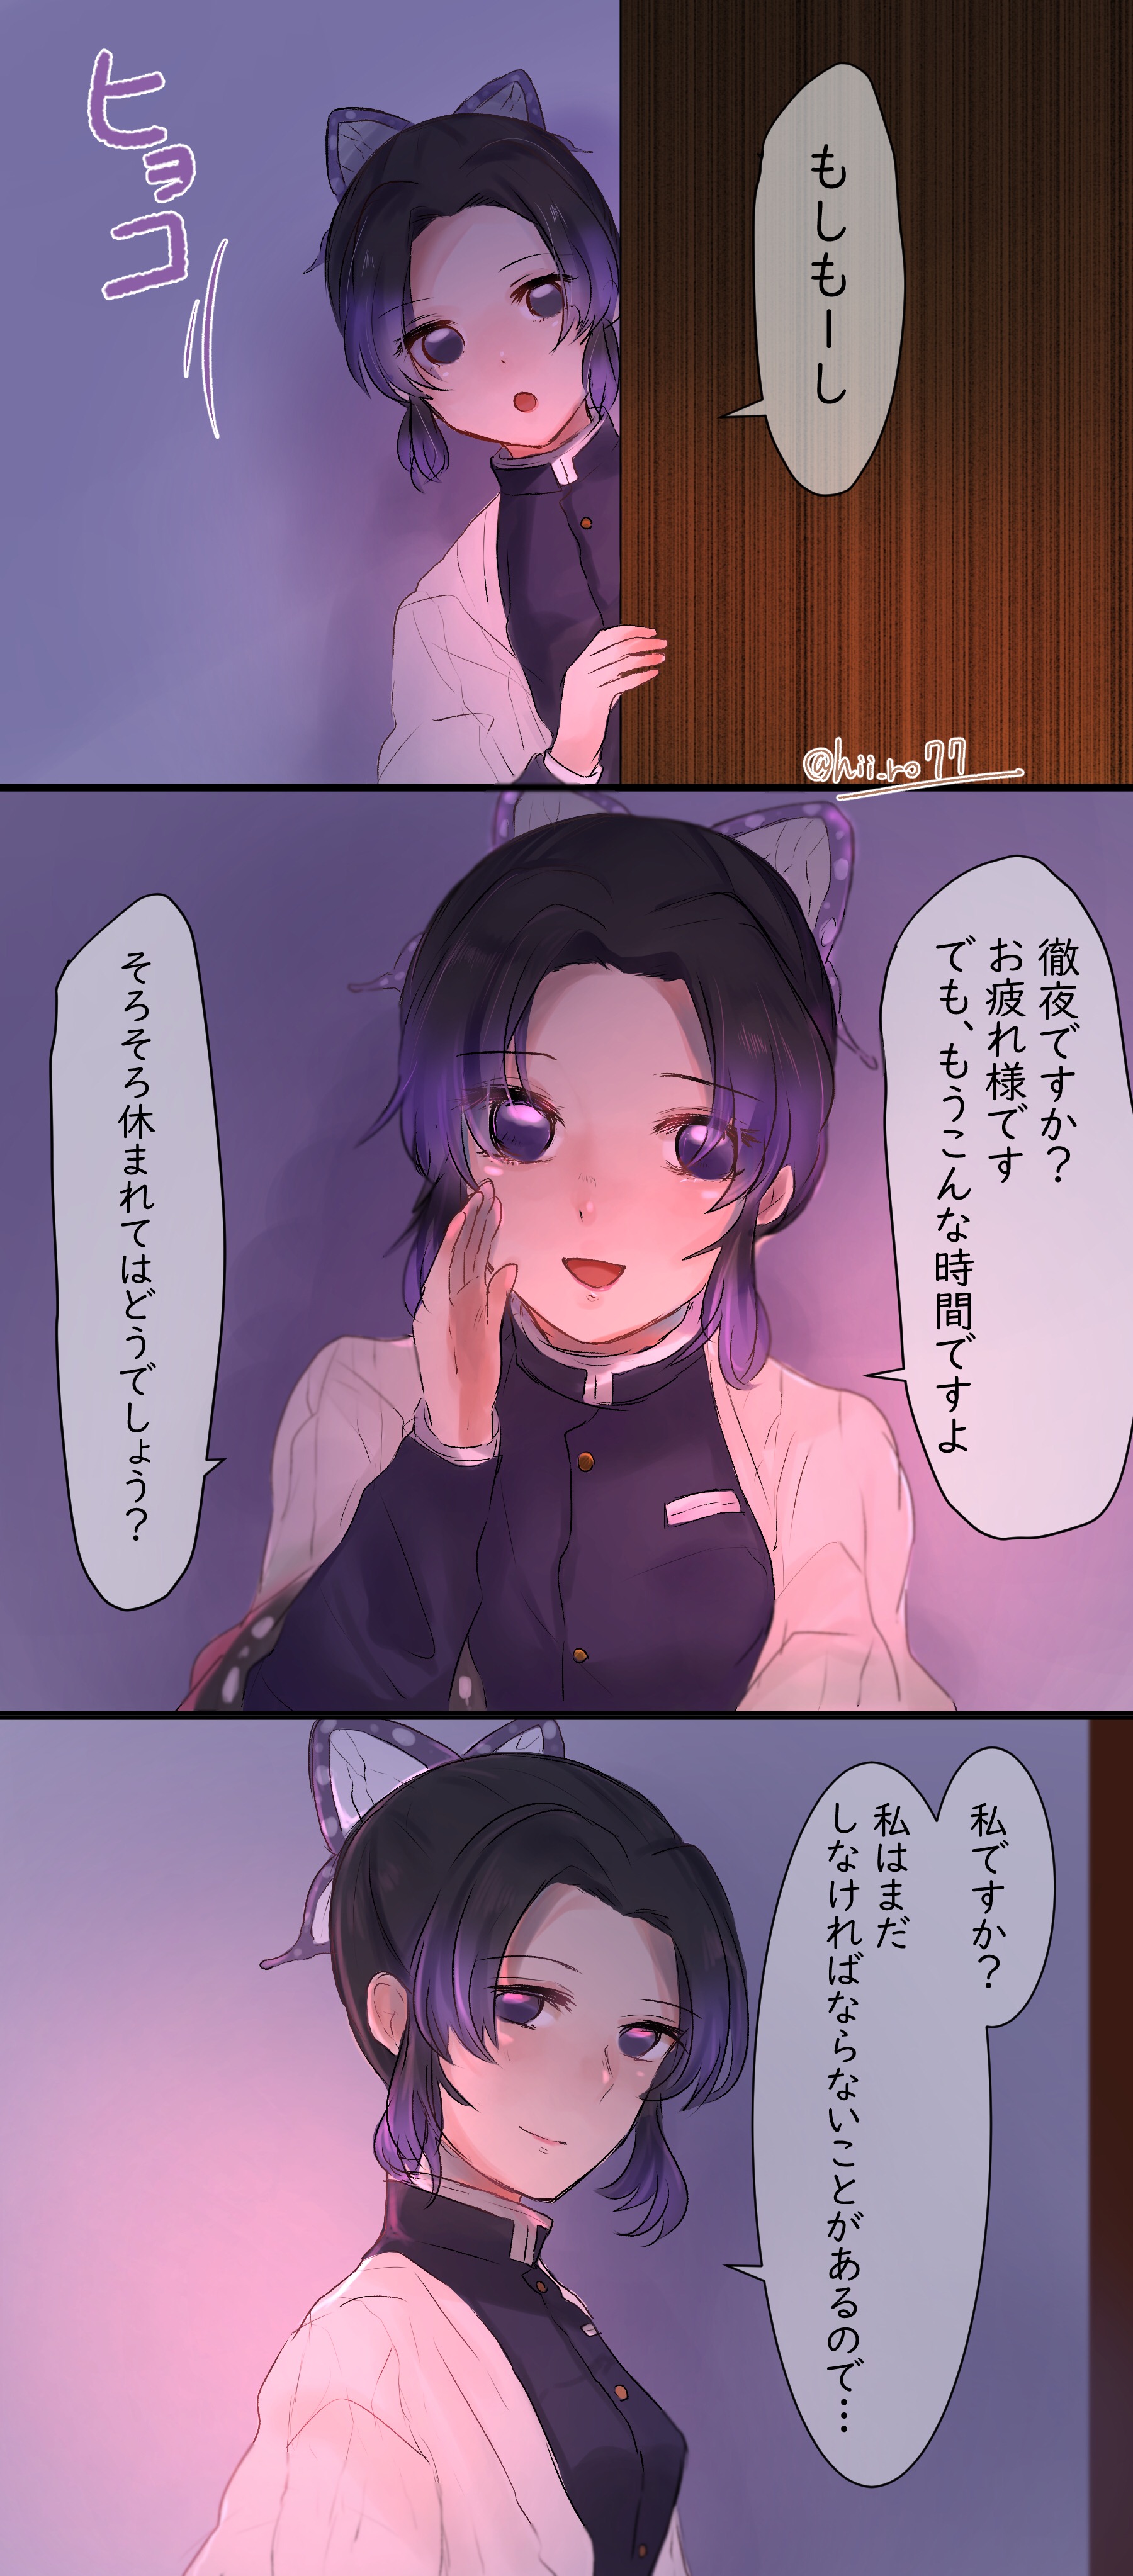 もしもーし
ヒョコ
@hii_ro77
徹夜ですか?
お疲れ様です
でも、もうこんな時間ですよ
そろそろ休まれてはどうでしょう?
私ですか?
私はまだ
しなければならないことがあるので…